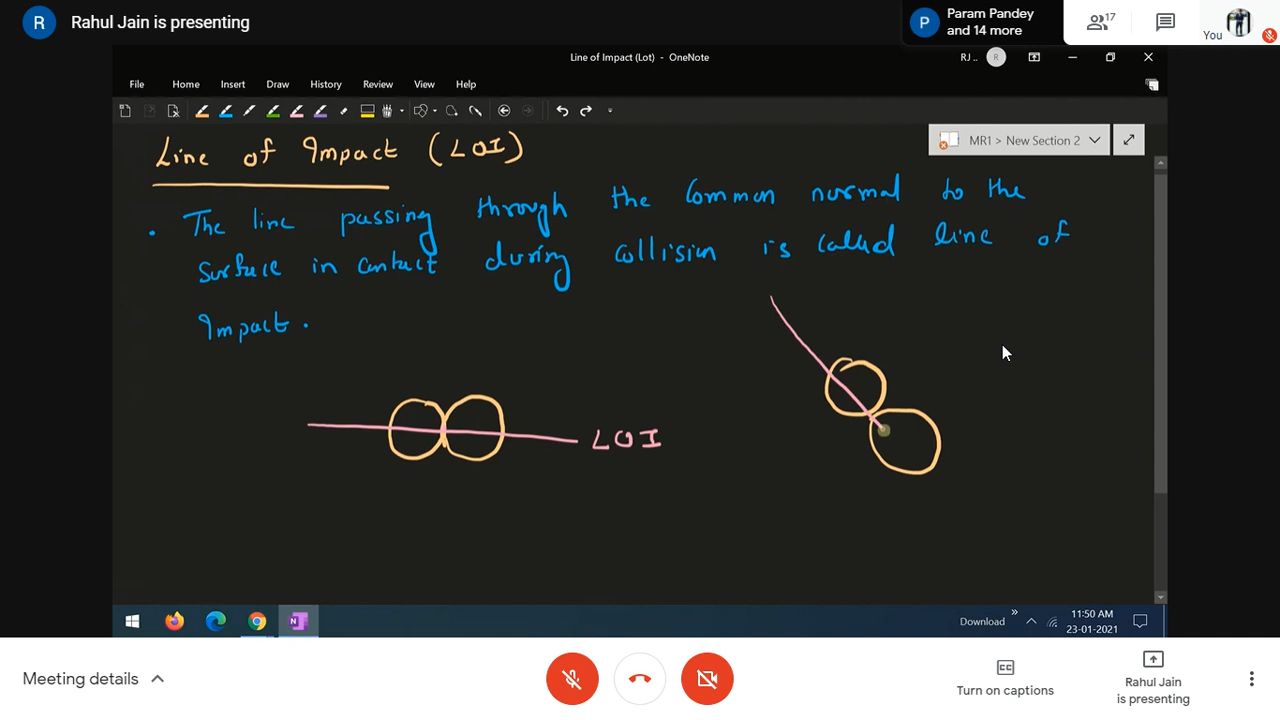 R Rahul Jain is presenting
P Param Pandey and 14 more
17
You
Line of Impact (Lot) - OneNote
RJ .. R
File Home Insert Draw History Review View Help
MR1 > New Section 2
Line of Impact (LOI)
• The line passing through the common normal to the
surface in contact during collision is called line of
Impact.
LOI
Download
11:50 AM
23-01-2021
Meeting details
CC
Turn on captions
Rahul Jain
is presenting